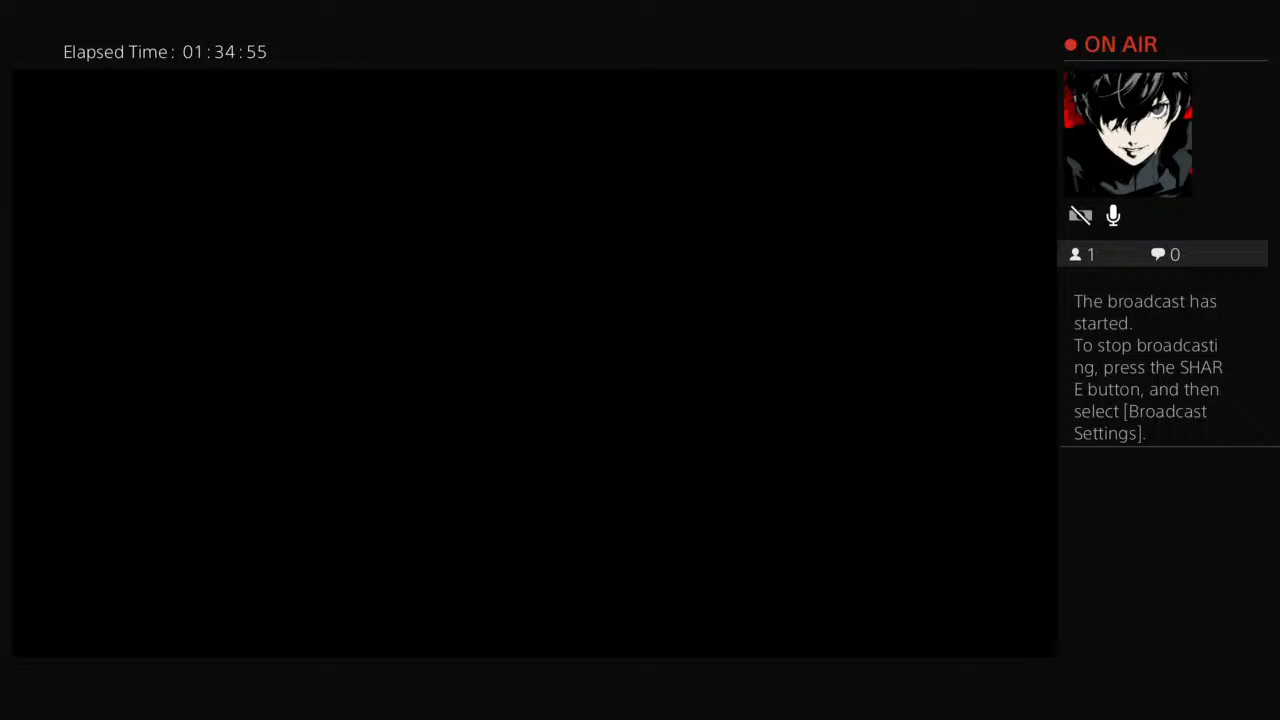 Elapsed Time: 01:34:55
ON AIR
1 0
The broadcast has
started.
To stop broadcasti
ng, press the SHAR
E button, and then
select [Broadcast
Settings].